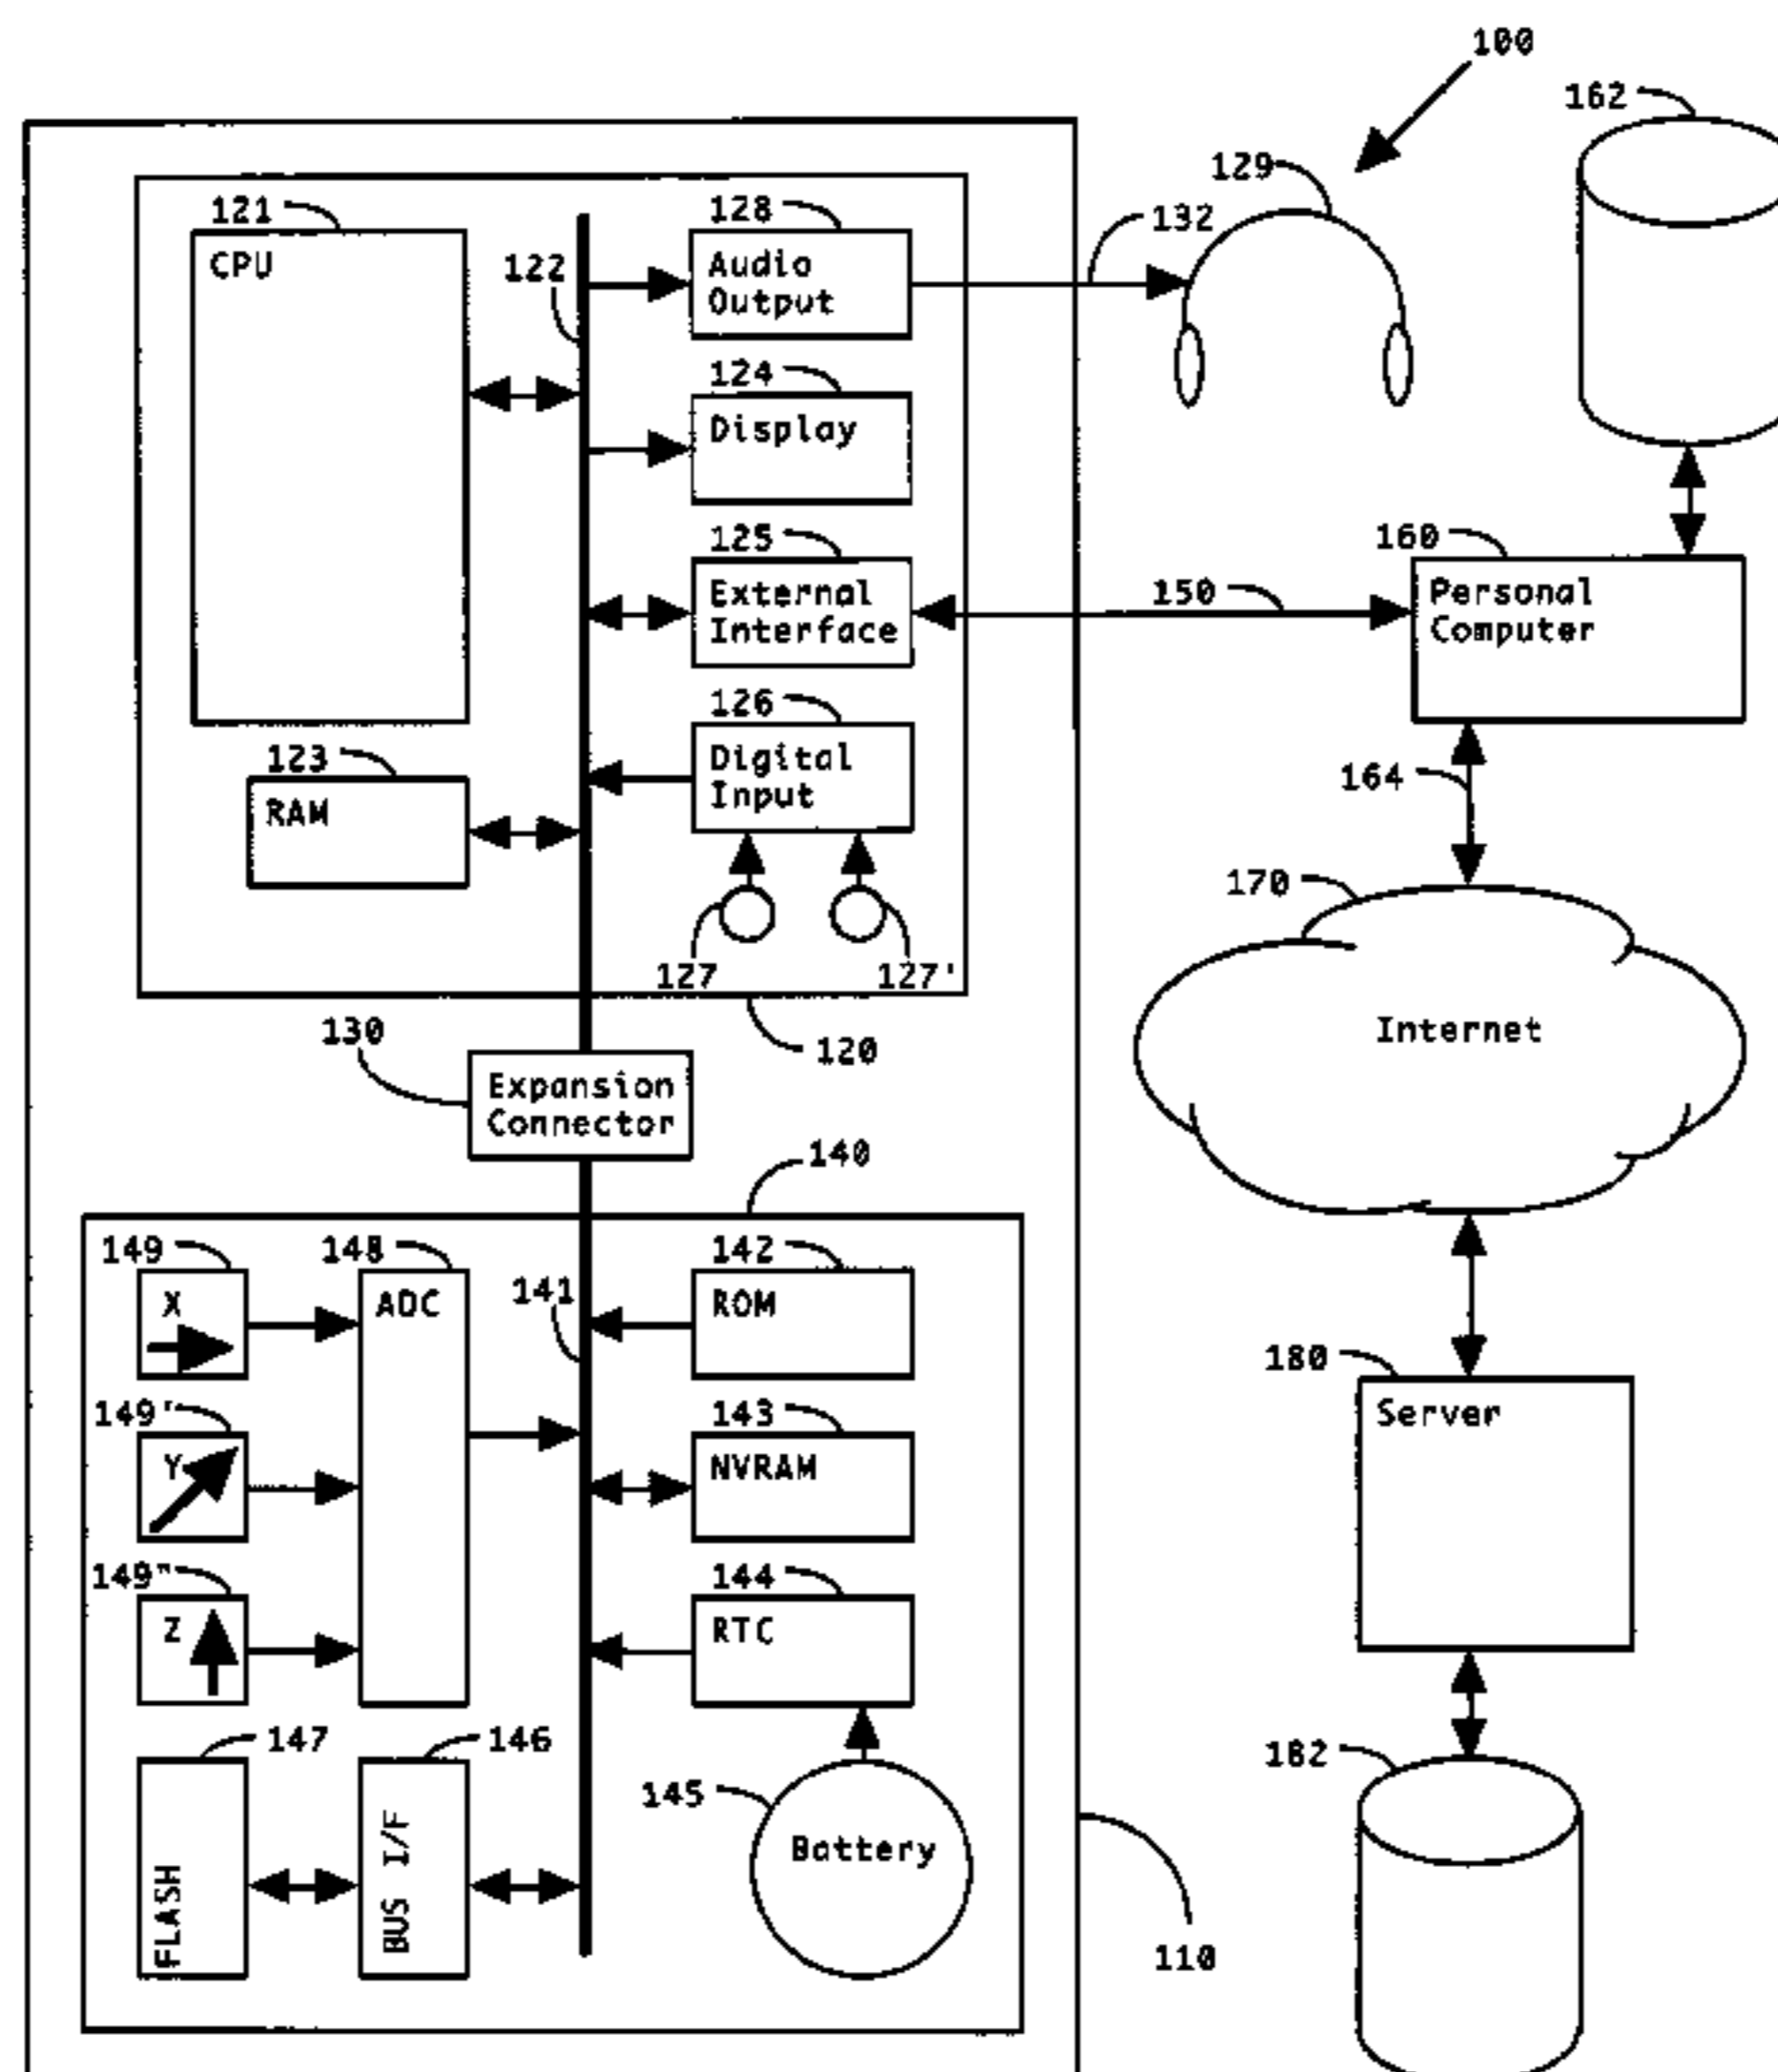 100
162
129
132
121
CPU
122
128
Audio
Output
124
Display
125
External
Interface
150
160
Personal
Computer
126
Digital
Input
123
RAM
127
127'
164
170
Internet
130
Expansion
Connector
120
140
149
X
148
ADC
141
142
ROM
149'
Y
143
NVRAM
149"
Z
144
RTC
180
Server
147
FLASH
146
BUS I/F
145
Battery
182
110